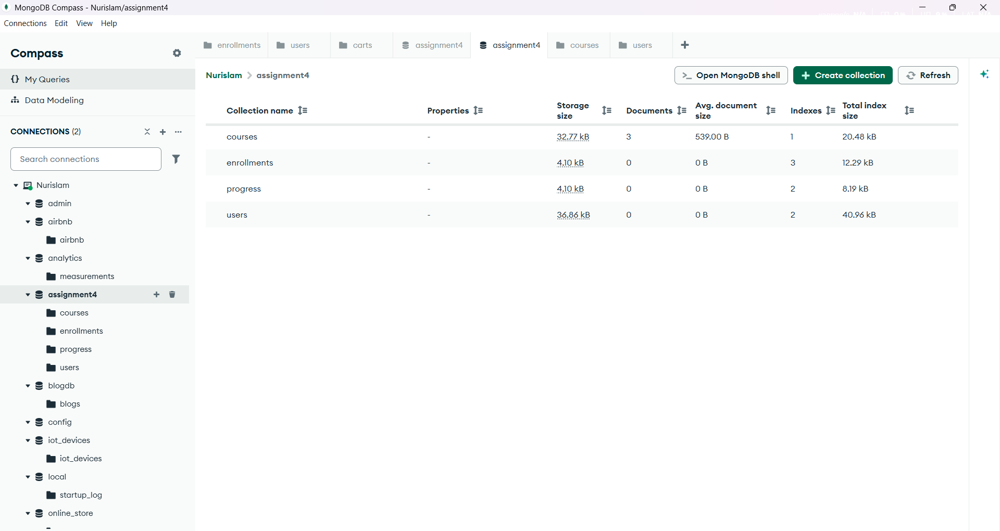 MongoDB Compass - Nurislam/assignment4
Connections Edit View Help
Compass
My Queries
Data Modeling
CONNECTIONS (2)
Search connections
Nurislam
admin
airbnb
airbnb
analytics
measurements
assignment4
courses
enrollments
progress
users
blogdb
blogs
config
iot_devices
iot_devices
local
startup_log
online_store
enrollments users carts assignment4 assignment4 courses users
Nurislam > assignment4
>_ Open MongoDB shell + Create collection Refresh
Collection name Properties Storage size Documents Avg. document size Indexes Total index size
courses - 32.77 kB 3 539.00 B 1 20.48 kB
enrollments - 4.10 kB 0 0 B 3 12.29 kB
progress - 4.10 kB 0 0 B 2 8.19 kB
users - 36.86 kB 0 0 B 2 40.96 kB